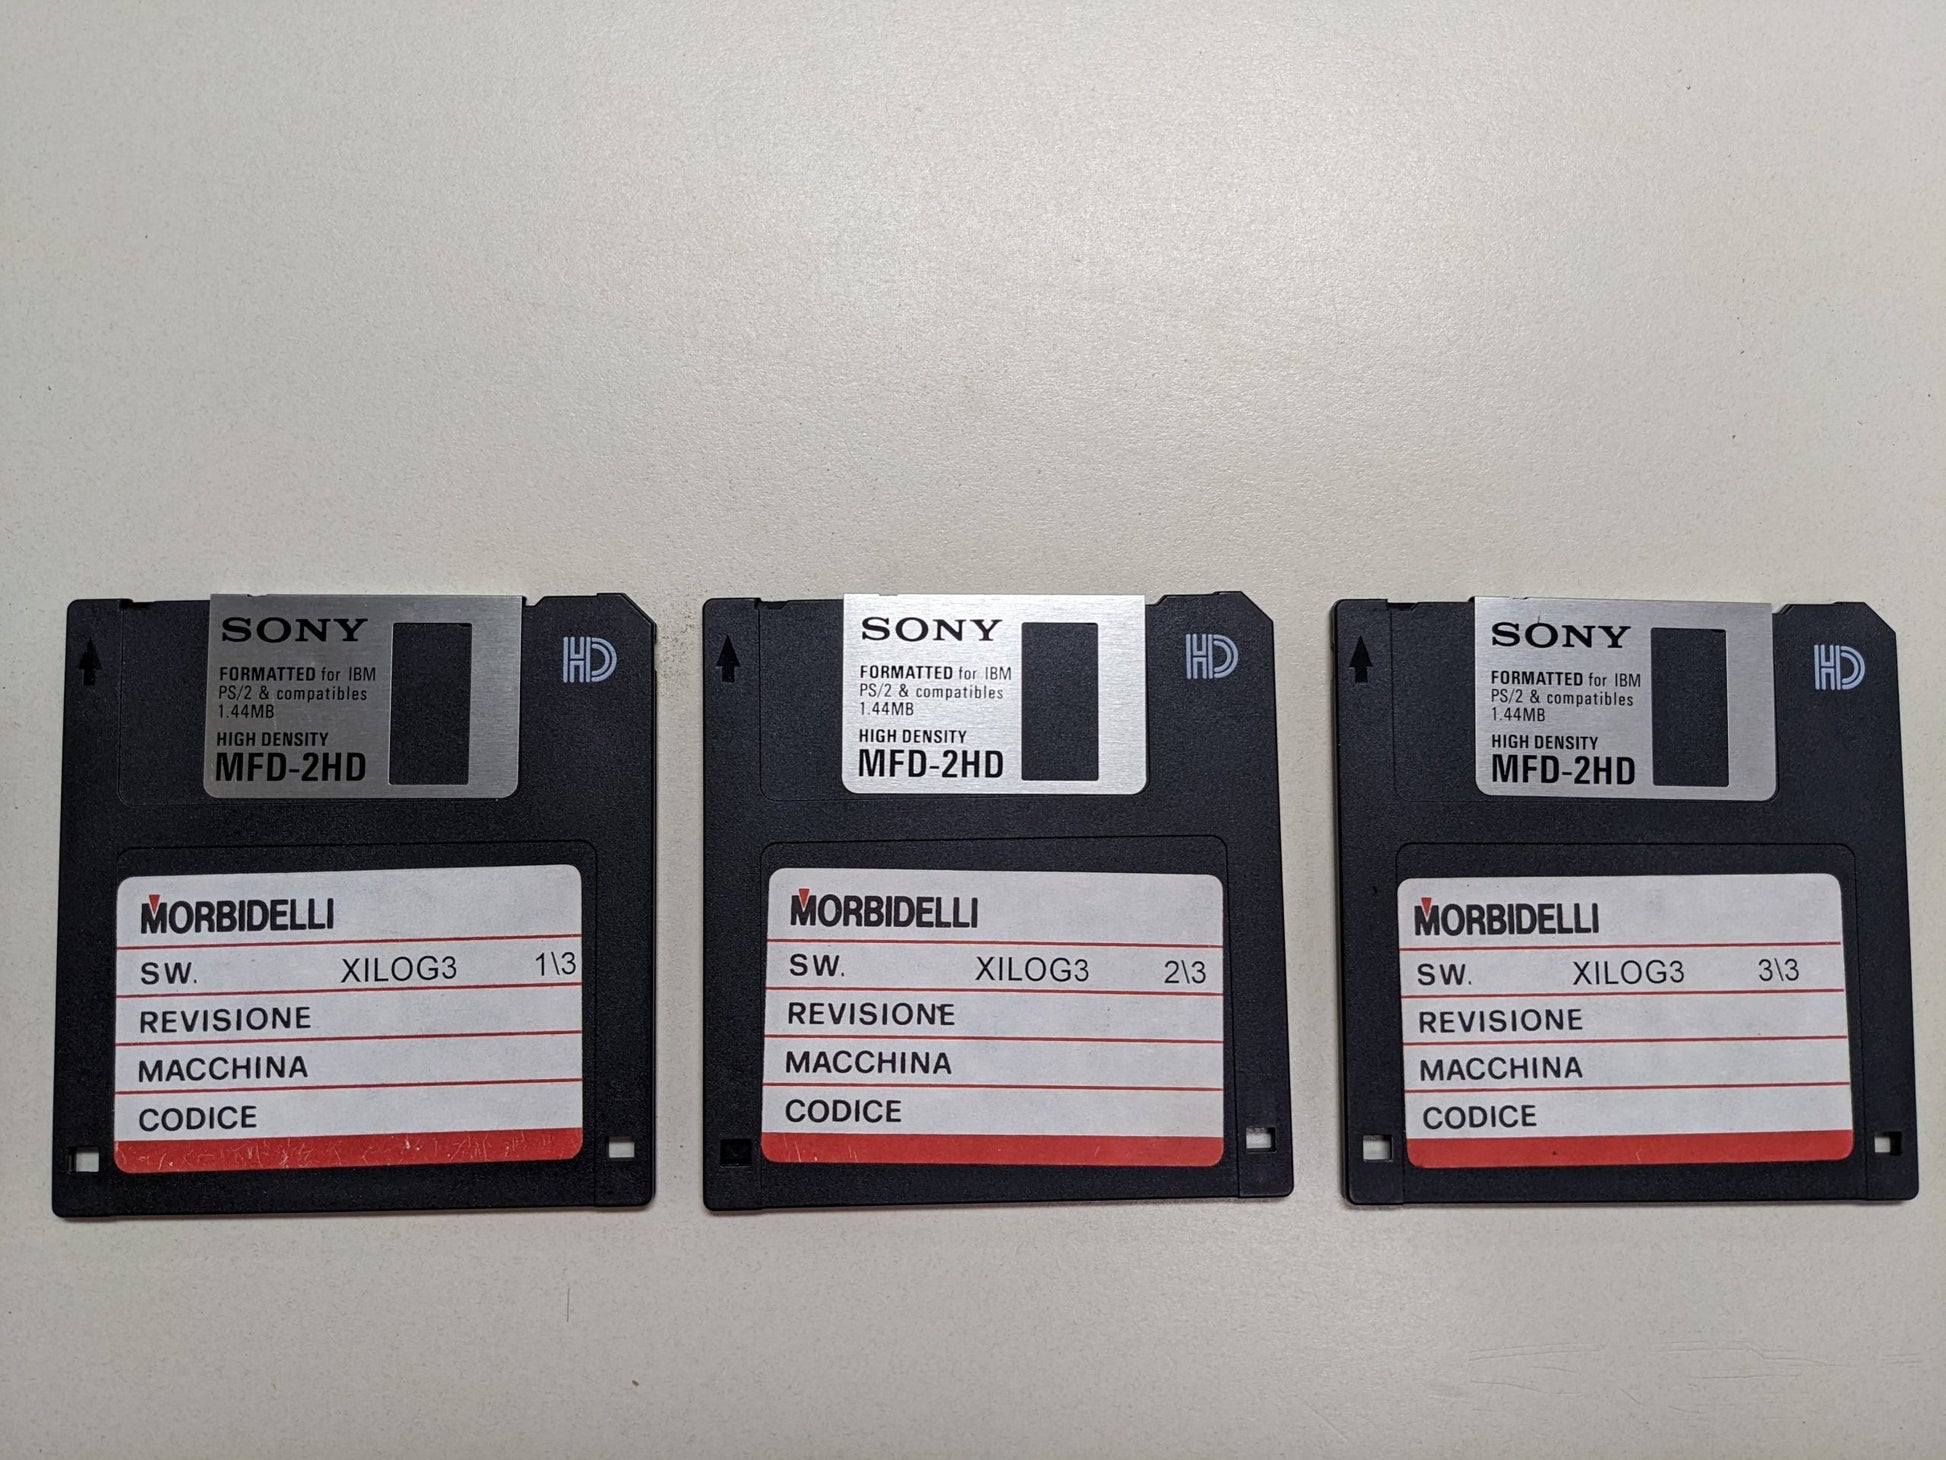 SONY
FORMATTED for IBM
PS/2 & compatibles
1.44MB
HIGH DENSITY
MFD-2HD
HD
MORBIDELLI
SW. XILOG3 1\3
REVISIONE
MACCHINA
CODICE
SONY
FORMATTED for IBM
PS/2 & compatibles
1.44MB
HIGH DENSITY
MFD-2HD
HD
MORBIDELLI
SW. XILOG3 2\3
REVISIONE
MACCHINA
CODICE
SONY
FORMATTED for IBM
PS/2 & compatibles
1.44MB
HIGH DENSITY
MFD-2HD
HD
MORBIDELLI
SW. XILOG3 3\3
REVISIONE
MACCHINA
CODICE